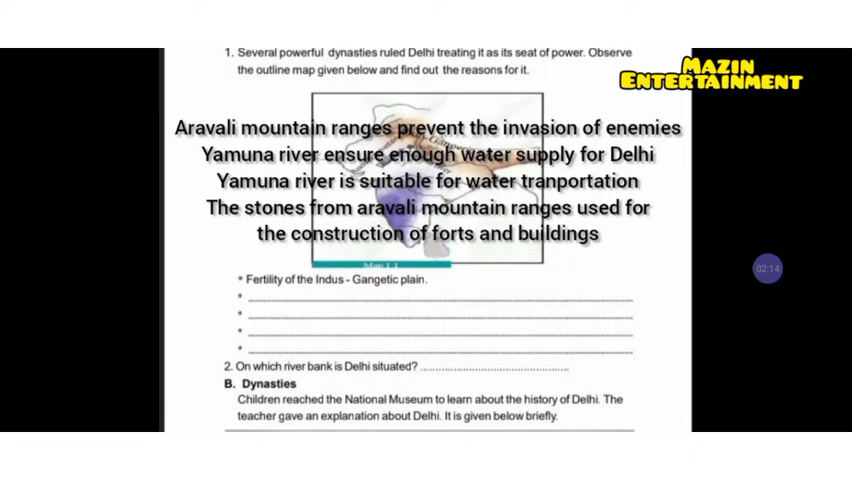 1. Several powerful dynasties ruled Delhi treating it as its seat of power. Observe
the outline map given below and find out the reasons for it.
MAZIN
ENTERTAINMENT
Aravali mountain ranges prevent the invasion of enemies
Yamuna river ensure enough water supply for Delhi
Yamuna river is suitable for water tranportation
The stones from aravali mountain ranges used for
the construction of forts and buildings
Map 1.1
02:14
* Fertility of the Indus - Gangetic plain.
* ................................................................
* ................................................................
* ................................................................
* ................................................................
2. On which river bank is Delhi situated? ................................................
B. Dynasties
Children reached the National Museum to learn about the history of Delhi. The
teacher gave an explanation about Delhi. It is given below briefly.